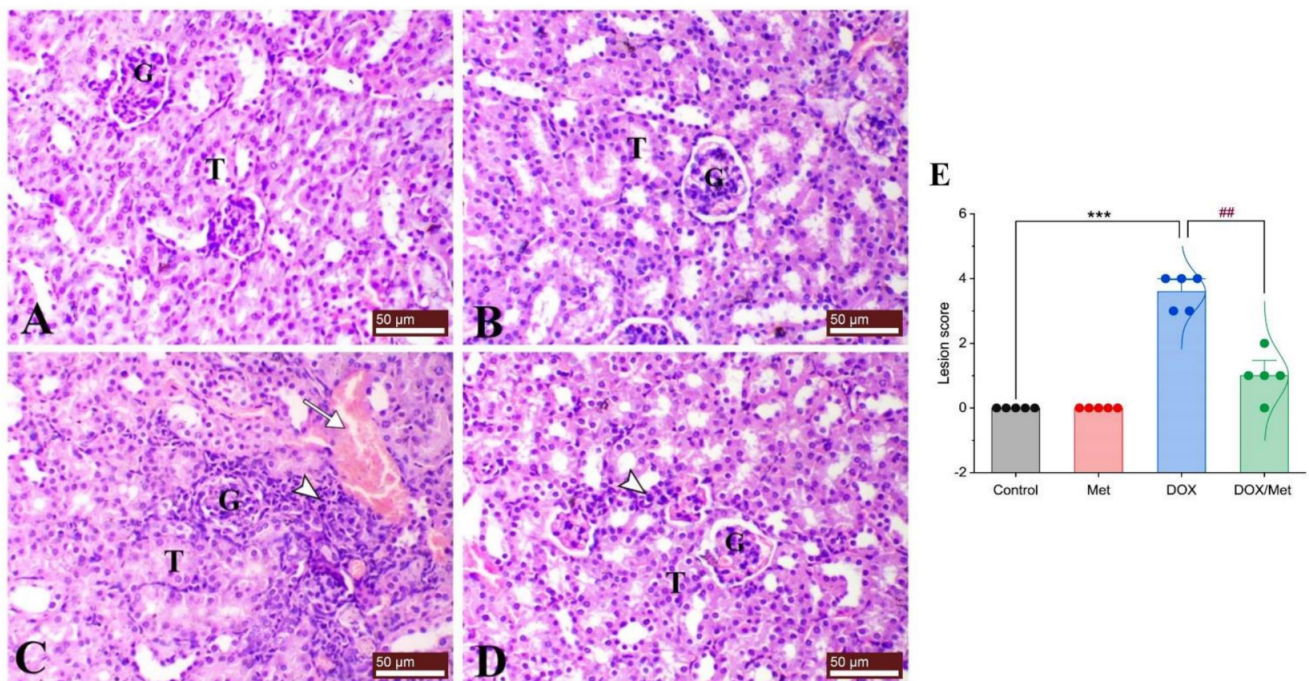 G
T
A
50 µm
T
G
B
50 µm
G
T
C
50 µm
G
T
D
50 µm
E
6
4
2
0
-2
Lesion score
***
##
Control
Met
DOX
DOX/Met